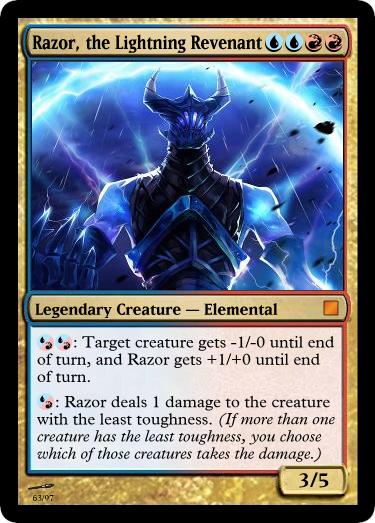 Razor, the Lightning Revenant
Legendary Creature — Elemental
: Target creature gets -1/-0 until end
of turn, and Razor gets +1/+0 until end
of turn.
: Razor deals 1 damage to the creature
with the least toughness. (If more than one
creature has the least toughness, you choose
which of those creatures takes the damage.)
3/5
63/97